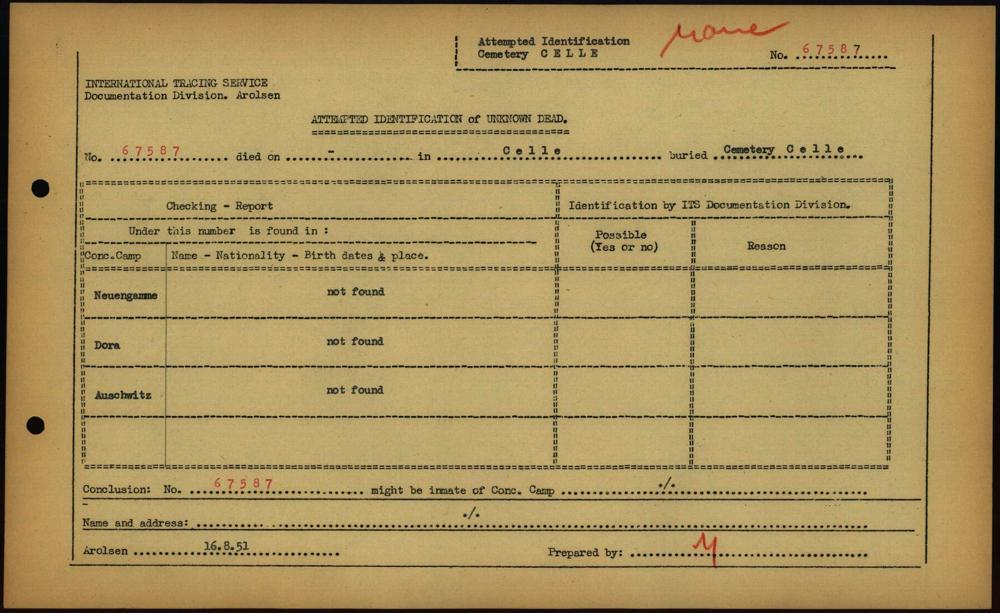 Attempted Identification
Cemetery C E L L E
No. 67587
INTERNATIONAL TRACING SERVICE
Documentation Division. Arolsen
ATTEMPTED IDENTIFICATION of UNKNOWN DEAD.
No. 67587 died on - in C e l l e buried Cemetery C e l l e
Checking - Report
Identification by ITS Documentation Division.
Under this number is found in :
Possible
(Yes or no)
Reason
Conc.Camp
Name - Nationality - Birth dates & place.
Neuengamme not found
Dora not found
Auschwitz not found
Conclusion: No. 67587 might be inmate of Conc. Camp ./.
Name and address: ./.
Arolsen 16.8.51 Prepared by: